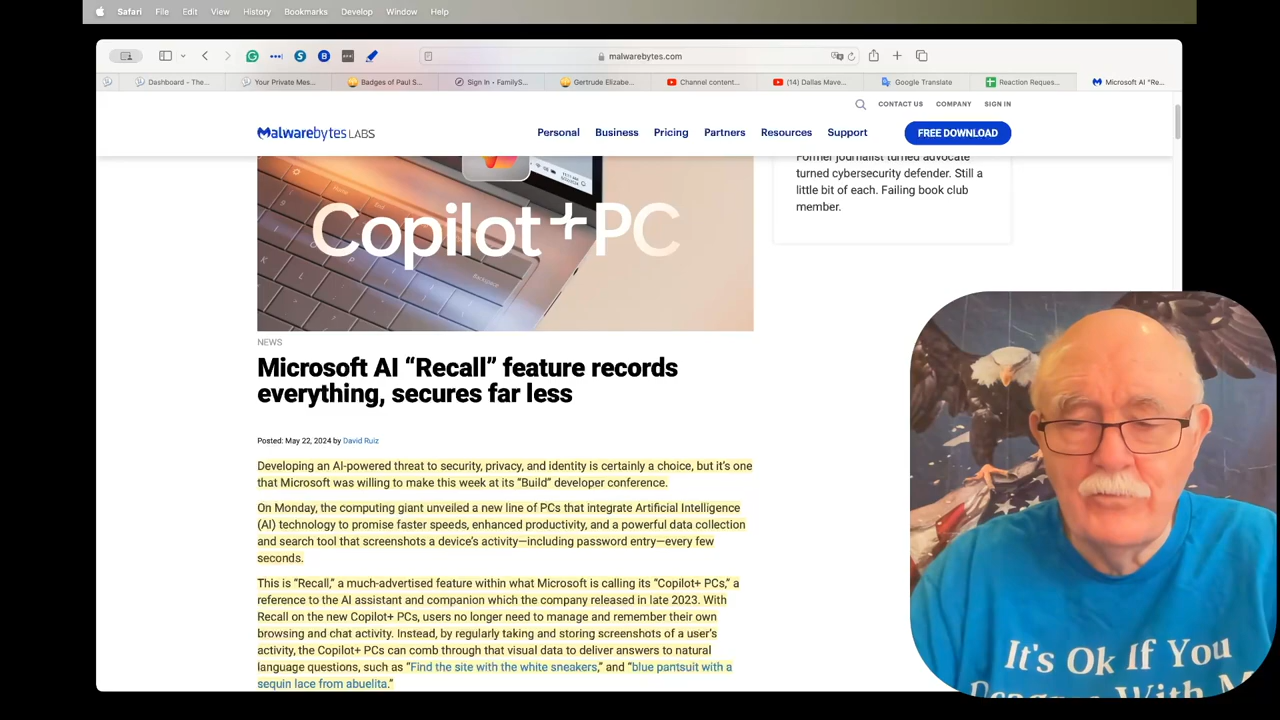 Safari File Edit View History Bookmarks Develop Window Help
malwarebytes.com
Dashboard - The... Your Private Mes... Badges of Paul S... Sign In • FamilyS... Gertrude Elizabe... Channel content... (14) Dallas Mave... Google Translate Reaction Reques... Microsoft AI "Re...
CONTACT US COMPANY SIGN IN
Malwarebytes LABS Personal Business Pricing Partners Resources Support FREE DOWNLOAD
Former journalist turned advocate
turned cybersecurity defender. Still a
little bit of each. Failing book club
member.
Copilot+PC
NEWS
Microsoft AI “Recall” feature records
everything, secures far less
Posted: May 22, 2024 by David Ruiz
Developing an AI-powered threat to security, privacy, and identity is certainly a choice, but it’s one
that Microsoft was willing to make this week at its “Build” developer conference.
On Monday, the computing giant unveiled a new line of PCs that integrate Artificial Intelligence
(AI) technology to promise faster speeds, enhanced productivity, and a powerful data collection
and search tool that screenshots a device’s activity—including password entry—every few
seconds.
This is “Recall,” a much-advertised feature within what Microsoft is calling its “Copilot+ PCs,” a
reference to the AI assistant and companion which the company released in late 2023. With
Recall on the new Copilot+ PCs, users no longer need to manage and remember their own
browsing and chat activity. Instead, by regularly taking and storing screenshots of a user’s
activity, the Copilot+ PCs can comb through that visual data to deliver answers to natural
language questions, such as “Find the site with the white sneakers,” and “blue pantsuit with a
sequin lace from abuelita.”
It's Ok If You
With M